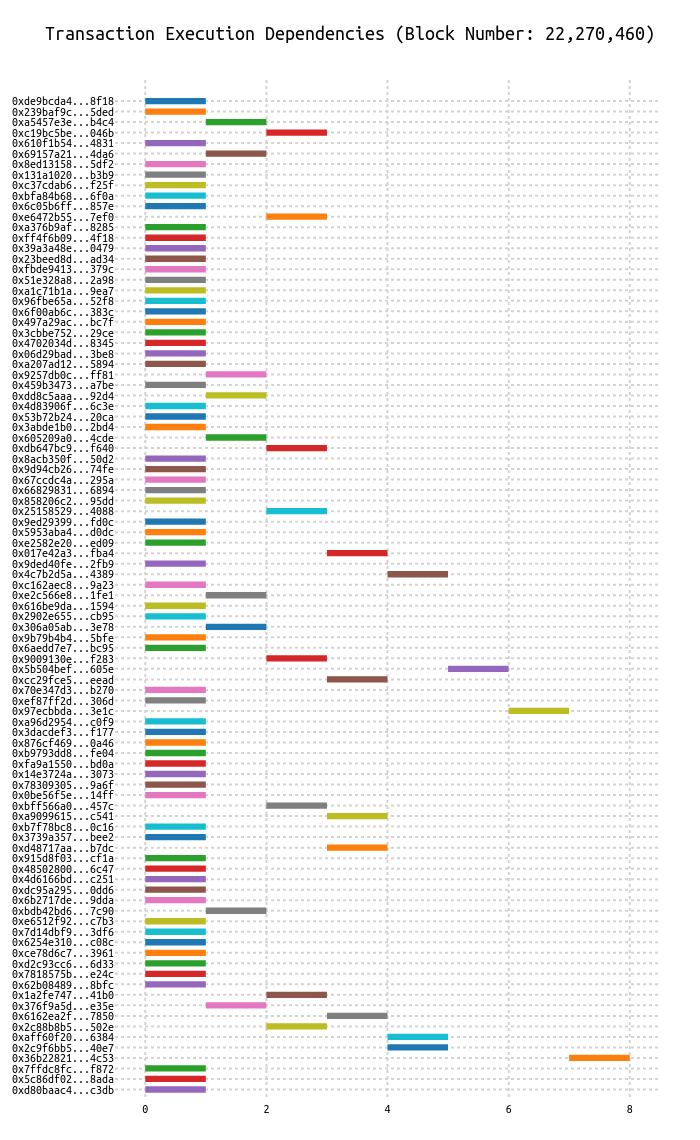 Transaction Execution Dependencies (Block Number: 22,270,460)
0xde9bcda4...8f18
0x239baf9c...5ded
0xa5457e3e...b4c4
0xc19bc5be...046b
0x610f1b54...4831
0x69157a21...4da6
0x8ed13158...5df2
0x131a1020...b3b9
0xc37cdab6...f25f
0xbfa84b68...6f0a
0x6c05b6ff...857e
0xe6472b55...7ef0
0xa376b9af...8285
0xff4f6b09...4f18
0x39a3a48e...0479
0x23beed8d...ad34
0xfbde9413...379c
0x51e328a8...2a98
0xa1c71b1a...9ea7
0x96fbe65a...52f8
0x6f00ab6c...383c
0x497a29ac...bc7f
0x3cbbe752...29ce
0x4702034d...8345
0x06d29bad...3be8
0xa207ad12...5894
0x9257db0c...ff81
0x459b3473...a7be
0xdd8c5aaa...92d4
0x4d83906f...6c3e
0x53b72b24...20ca
0x3abde1b0...2bd4
0x605209a0...4cde
0xdb647bc9...f640
0x8acb350f...50d2
0x9d94cb26...74fe
0x67ccdc4a...295a
0x66829831...6894
0x858206c2...95dd
0x25158529...4088
0x9ed29399...fd0c
0x5953aba4...d0dc
0xe2582e20...ed09
0x017e42a3...fba4
0x9ded40fe...2fb9
0x4c7b2d5a...4389
0xc162aec8...9a23
0xe2c566e8...1fe1
0x616be9da...1594
0x2902e655...cb95
0x306a05ab...3e78
0x9b79b4b4...5bfe
0x6aedd7e7...bc95
0x9009130e...f283
0x5b504bef...605e
0xcc29fce5...eead
0x70e347d3...b270
0xef87ff2d...306d
0x97ecbbda...3e1c
0xa96d2954...c0f9
0x3dacdef3...f177
0x876cf469...0a46
0xb9793dd8...fe04
0xfa9a1550...bd0a
0x14e3724a...3073
0x78309305...9a6f
0x0be56f5e...14ff
0xbff566a0...457c
0xa9099615...c541
0xb7f78bc8...0c16
0x3739a357...bee2
0xd48717aa...b7dc
0x915d8f03...cf1a
0x48502800...6c47
0x4d6166bd...c251
0xdc95a295...0dd6
0x6b2717de...9dda
0xbdb42bd6...7c90
0xe6512f92...c7b3
0x7d14dbf9...3df6
0x6254e310...c08c
0xce78d6c7...3961
0xd2c93cc6...6d33
0x7818575b...e24c
0x62b08489...8bfc
0x1a2fe747...41b0
0x376f9a5d...e35e
0x6162ea2f...7850
0x2c88b8b5...502e
0xaff60f20...6384
0x2c9f6bb5...40e7
0x36b22821...4c53
0x7ffdc8fc...f872
0x5c86df02...8ada
0xd80baac4...c3db
0 2 4 6 8